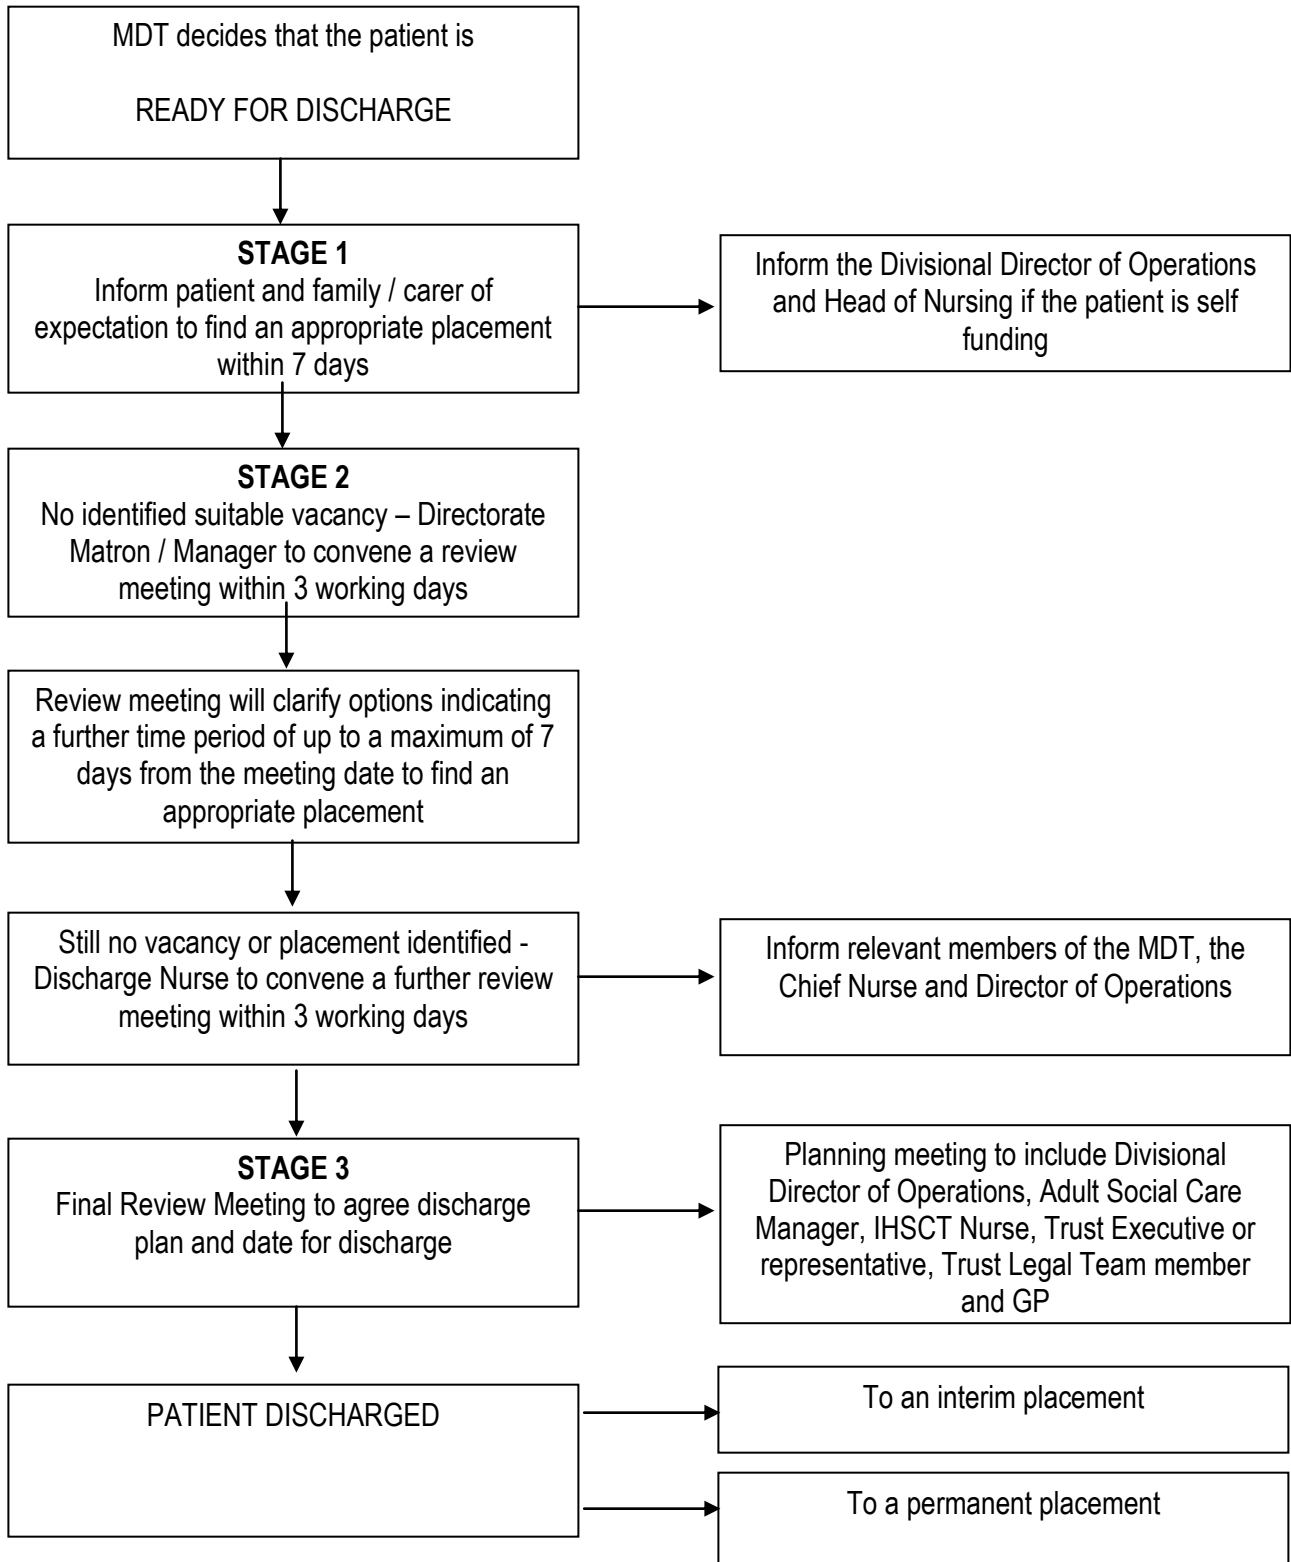 MDT decides that the patient is
READY FOR DISCHARGE
STAGE 1
Inform patient and family / carer of
expectation to find an appropriate placement
within 7 days
Inform the Divisional Director of Operations
and Head of Nursing if the patient is self
funding
STAGE 2
No identified suitable vacancy – Directorate
Matron / Manager to convene a review
meeting within 3 working days
Review meeting will clarify options indicating
a further time period of up to a maximum of 7
days from the meeting date to find an
appropriate placement
Still no vacancy or placement identified -
Discharge Nurse to convene a further review
meeting within 3 working days
Inform relevant members of the MDT, the
Chief Nurse and Director of Operations
STAGE 3
Final Review Meeting to agree discharge
plan and date for discharge
Planning meeting to include Divisional
Director of Operations, Adult Social Care
Manager, IHSCT Nurse, Trust Executive or
representative, Trust Legal Team member
and GP
PATIENT DISCHARGED
To an interim placement
To a permanent placement